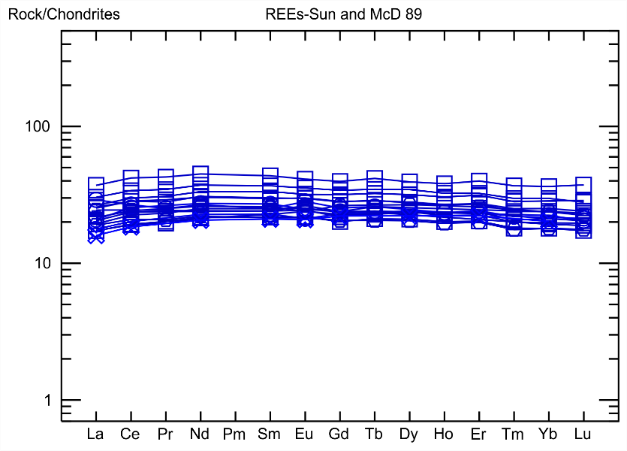 Rock/Chondrites
REEs-Sun and McD 89
100
10
1
La Ce Pr Nd Pm Sm Eu Gd Tb Dy Ho Er Tm Yb Lu